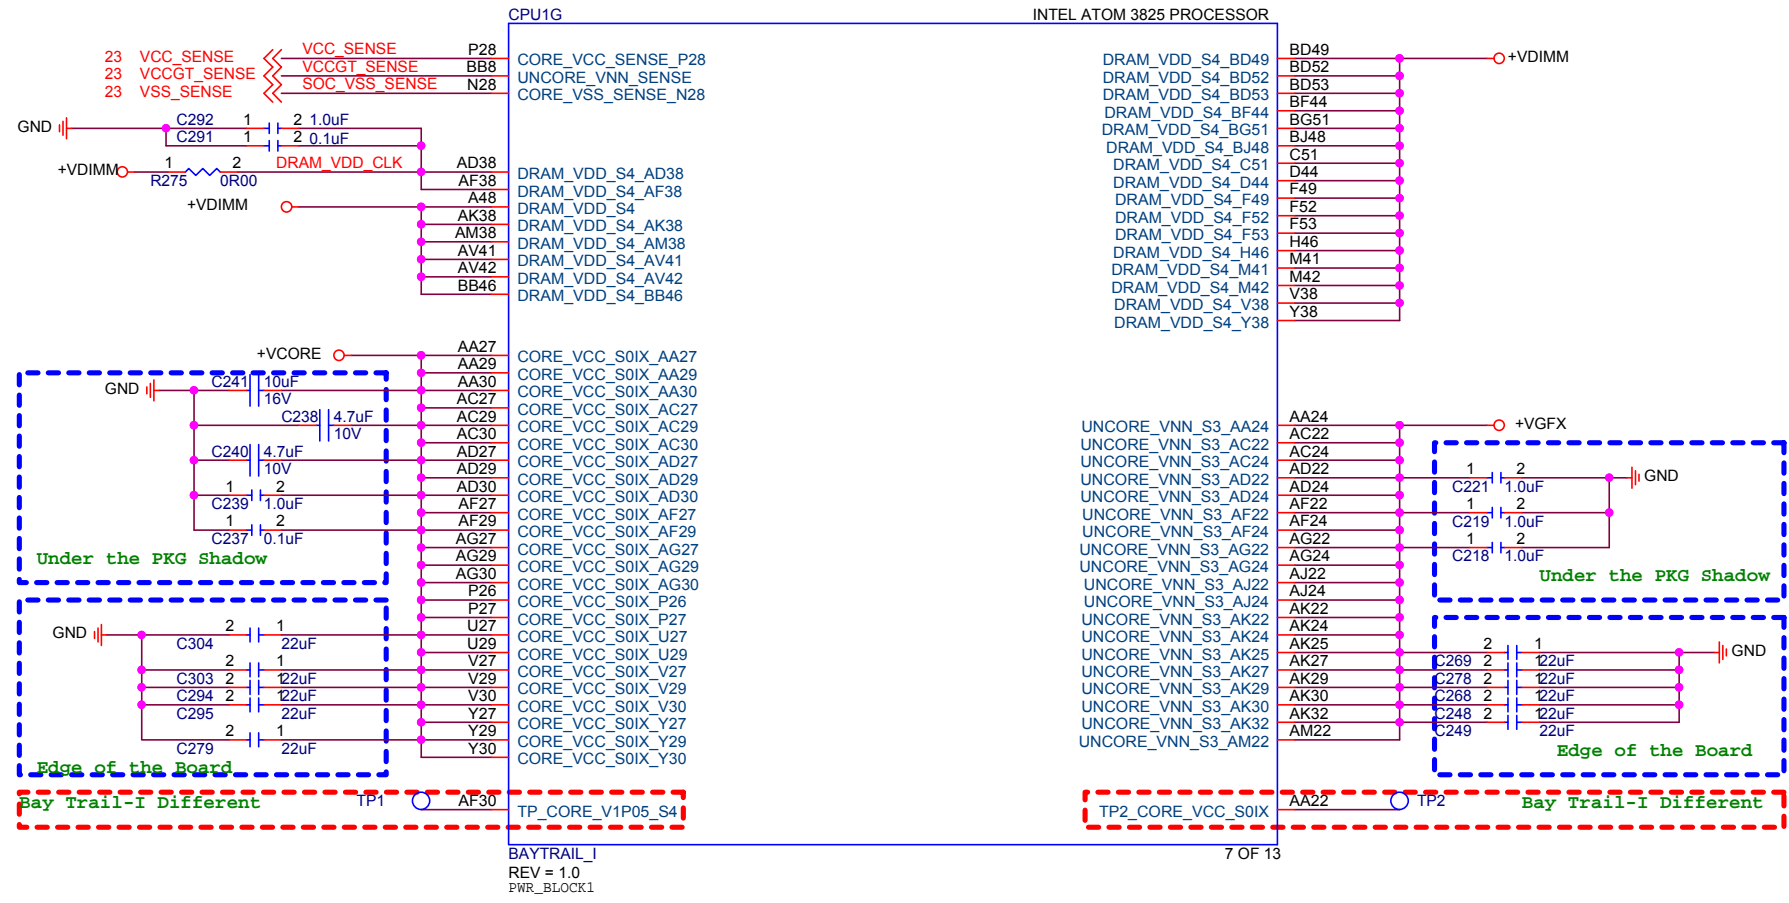 CPU1G
INTEL ATOM 3825 PROCESSOR
23 VCC_SENSE VCC_SENSE P28 CORE_VCC_SENSE_P28
23 VCCGT_SENSE VCCGT_SENSE BB8 UNCORE_VNN_SENSE
23 VSS_SENSE SOC_VSS_SENSE N28 CORE_VSS_SENSE_N28
GND C292 1 2 1.0uF
C291 1 2 0.1uF
+VDIMM 1 2 DRAM_VDD_CLK AD38 DRAM_VDD_S4_AD38
R275 0R00 AF38 DRAM_VDD_S4_AF38
+VDIMM A48 DRAM_VDD_S4
AK38 DRAM_VDD_S4_AK38
AM38 DRAM_VDD_S4_AM38
AV41 DRAM_VDD_S4_AV41
AV42 DRAM_VDD_S4_AV42
BB46 DRAM_VDD_S4_BB46
DRAM_VDD_S4_BD49 BD49 +VDIMM
DRAM_VDD_S4_BD52 BD52
DRAM_VDD_S4_BD53 BD53
DRAM_VDD_S4_BF44 BF44
DRAM_VDD_S4_BG51 BG51
DRAM_VDD_S4_BJ48 BJ48
DRAM_VDD_S4_C51 C51
DRAM_VDD_S4_D44 D44
DRAM_VDD_S4_F49 F49
DRAM_VDD_S4_F52 F52
DRAM_VDD_S4_F53 F53
DRAM_VDD_S4_H46 H46
DRAM_VDD_S4_M41 M41
DRAM_VDD_S4_M42 M42
DRAM_VDD_S4_V38 V38
DRAM_VDD_S4_Y38 Y38
+VCORE AA27 CORE_VCC_S0IX_AA27
AA29 CORE_VCC_S0IX_AA29
GND C241 10uF 16V AA30 CORE_VCC_S0IX_AA30
AC27 CORE_VCC_S0IX_AC27
C238 4.7uF 10V AC29 CORE_VCC_S0IX_AC29
AC30 CORE_VCC_S0IX_AC30
C240 4.7uF 10V AD27 CORE_VCC_S0IX_AD27
AD29 CORE_VCC_S0IX_AD29
1 2 C239 1.0uF AD30 CORE_VCC_S0IX_AD30
AF27 CORE_VCC_S0IX_AF27
1 2 C237 0.1uF AF29 CORE_VCC_S0IX_AF29
AG27 CORE_VCC_S0IX_AG27
Under the PKG Shadow
AG29 CORE_VCC_S0IX_AG29
AG30 CORE_VCC_S0IX_AG30
P26 CORE_VCC_S0IX_P26
P27 CORE_VCC_S0IX_P27
GND 2 1 C304 22uF U27 CORE_VCC_S0IX_U27
U29 CORE_VCC_S0IX_U29
2 1 C303 22uF V27 CORE_VCC_S0IX_V27
2 1 C294 22uF V29 CORE_VCC_S0IX_V29
2 1 C295 22uF V30 CORE_VCC_S0IX_V30
Y27 CORE_VCC_S0IX_Y27
2 1 C279 22uF Y29 CORE_VCC_S0IX_Y29
Y30 CORE_VCC_S0IX_Y30
Edge of the Board
UNCORE_VNN_S3_AA24 AA24 +VGFX
UNCORE_VNN_S3_AC22 AC22
UNCORE_VNN_S3_AC24 AC24
UNCORE_VNN_S3_AD22 AD22 1 2 C221 1.0uF GND
UNCORE_VNN_S3_AD24 AD24
UNCORE_VNN_S3_AF22 AF22 1 2 C219 1.0uF
UNCORE_VNN_S3_AF24 AF24
UNCORE_VNN_S3_AG22 AG22 1 2 C218 1.0uF
UNCORE_VNN_S3_AG24 AG24
Under the PKG Shadow
UNCORE_VNN_S3_AJ22 AJ22
UNCORE_VNN_S3_AJ24 AJ24
UNCORE_VNN_S3_AK22 AK22
UNCORE_VNN_S3_AK24 AK24
UNCORE_VNN_S3_AK25 AK25 2 1 C269 22uF GND
UNCORE_VNN_S3_AK27 AK27 2 1 C278 22uF
UNCORE_VNN_S3_AK29 AK29 2 1 C268 22uF
UNCORE_VNN_S3_AK30 AK30 2 1 C248 22uF
UNCORE_VNN_S3_AK32 AK32 2 1 C249 22uF
UNCORE_VNN_S3_AM22 AM22
Edge of the Board
Bay Trail-I Different TP1 AF30 TP_CORE_V1P05_S4
TP2_CORE_VCC_S0IX AA22 TP2 Bay Trail-I Different
BAYTRAIL_I
7 OF 13
REV = 1.0
PWR_BLOCK1